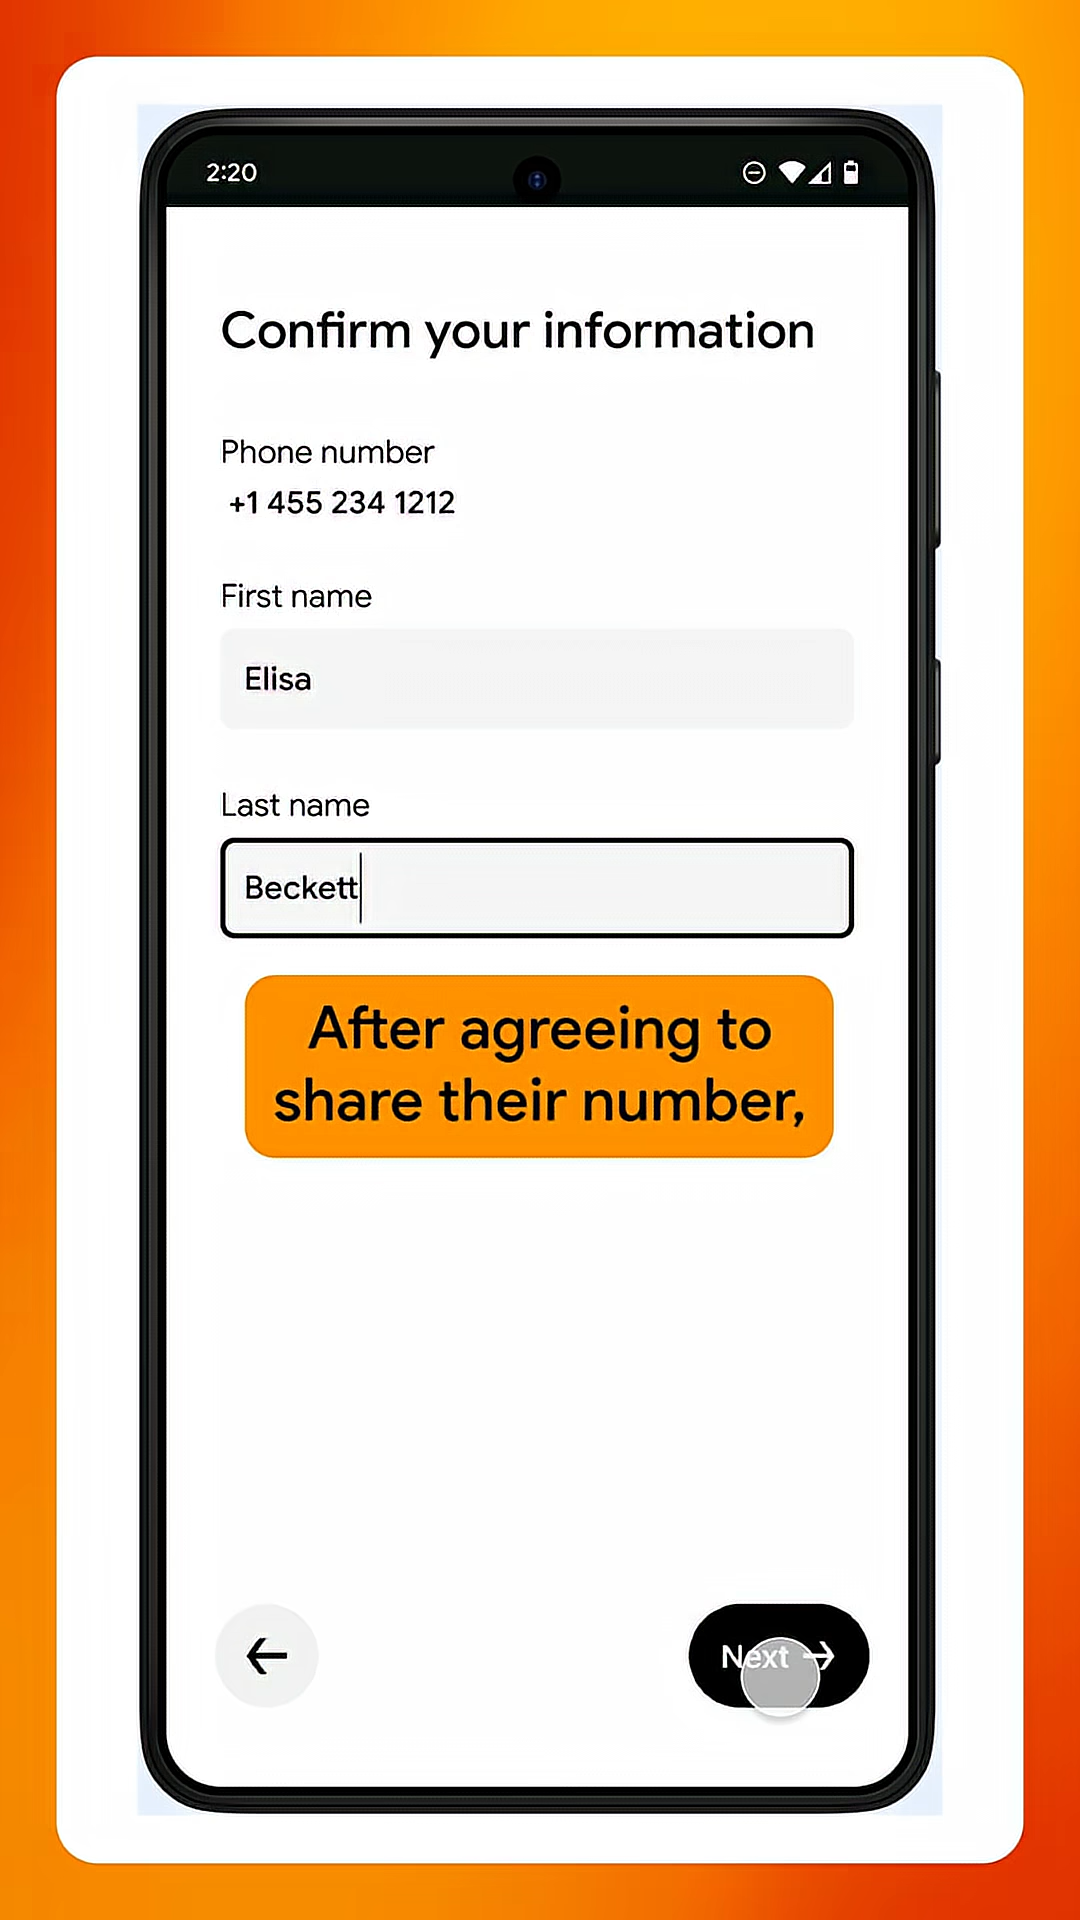 2:20
Confirm your information
Phone number
+1 455 234 1212
First name
Elisa
Last name
Beckett
After agreeing to
share their number,
Next